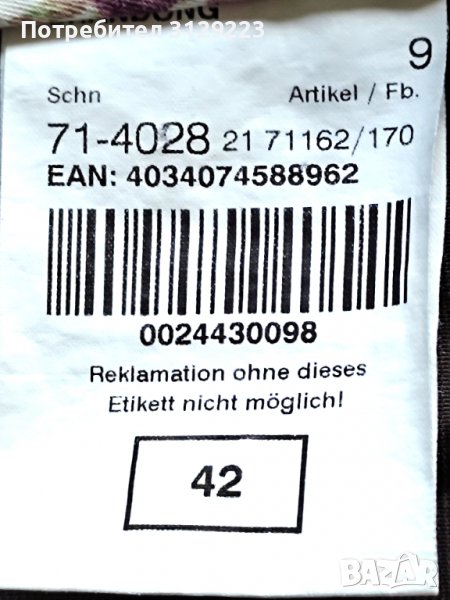 Потребител 3129223
9
Schn Artikel / Fb.
71-4028 21 71162/170
EAN: 4034074588962
0024430098
Reklamation ohne dieses
Etikett nicht möglich!
42
BAZAR